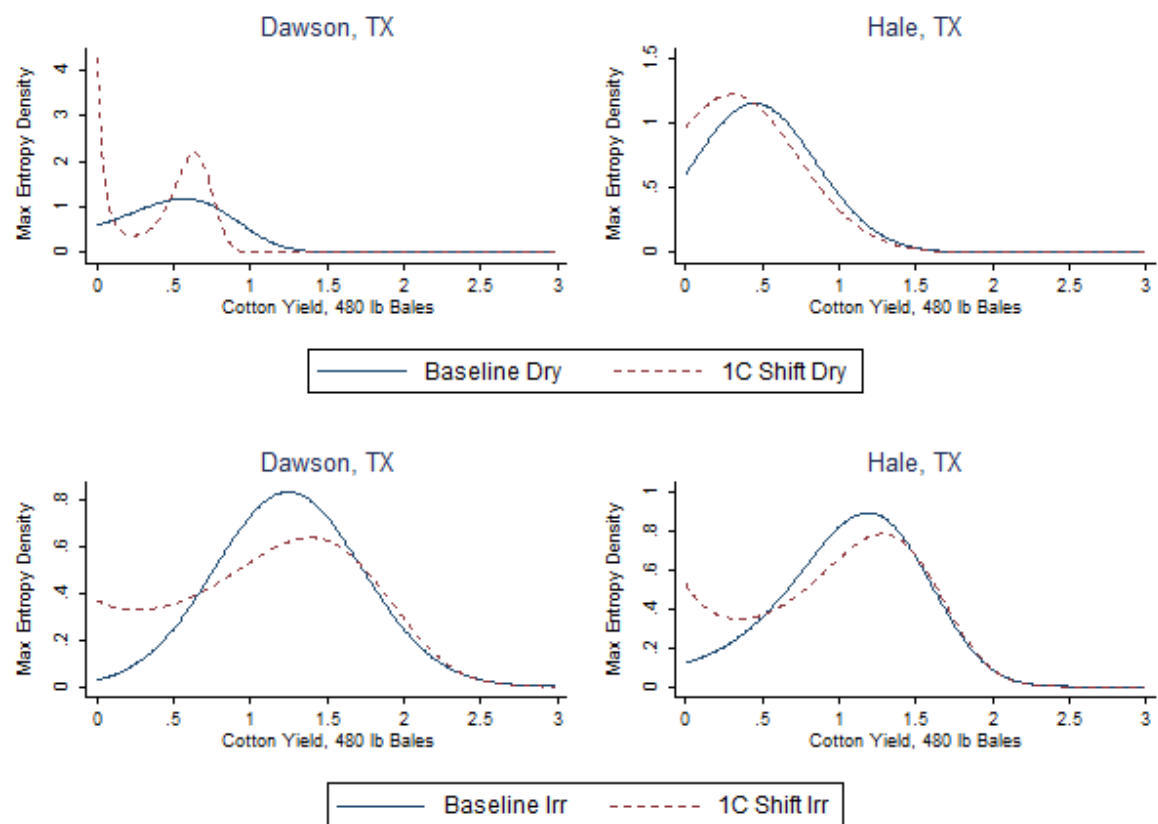 Dawson, TX
Max Entropy Density
0 1 2 3 4
0 .5 1 1.5 2 2.5 3
Cotton Yield, 480 lb Bales
Hale, TX
Max Entropy Density
0 .5 1 1.5
0 .5 1 1.5 2 2.5 3
Cotton Yield, 480 lb Bales
Baseline Dry 1C Shift Dry
Dawson, TX
Max Entropy Density
0 .2 .4 .6 .8
0 .5 1 1.5 2 2.5 3
Cotton Yield, 480 lb Bales
Hale, TX
Max Entropy Density
0 .2 .4 .6 .8 1
0 .5 1 1.5 2 2.5 3
Cotton Yield, 480 lb Bales
Baseline Irr 1C Shift Irr